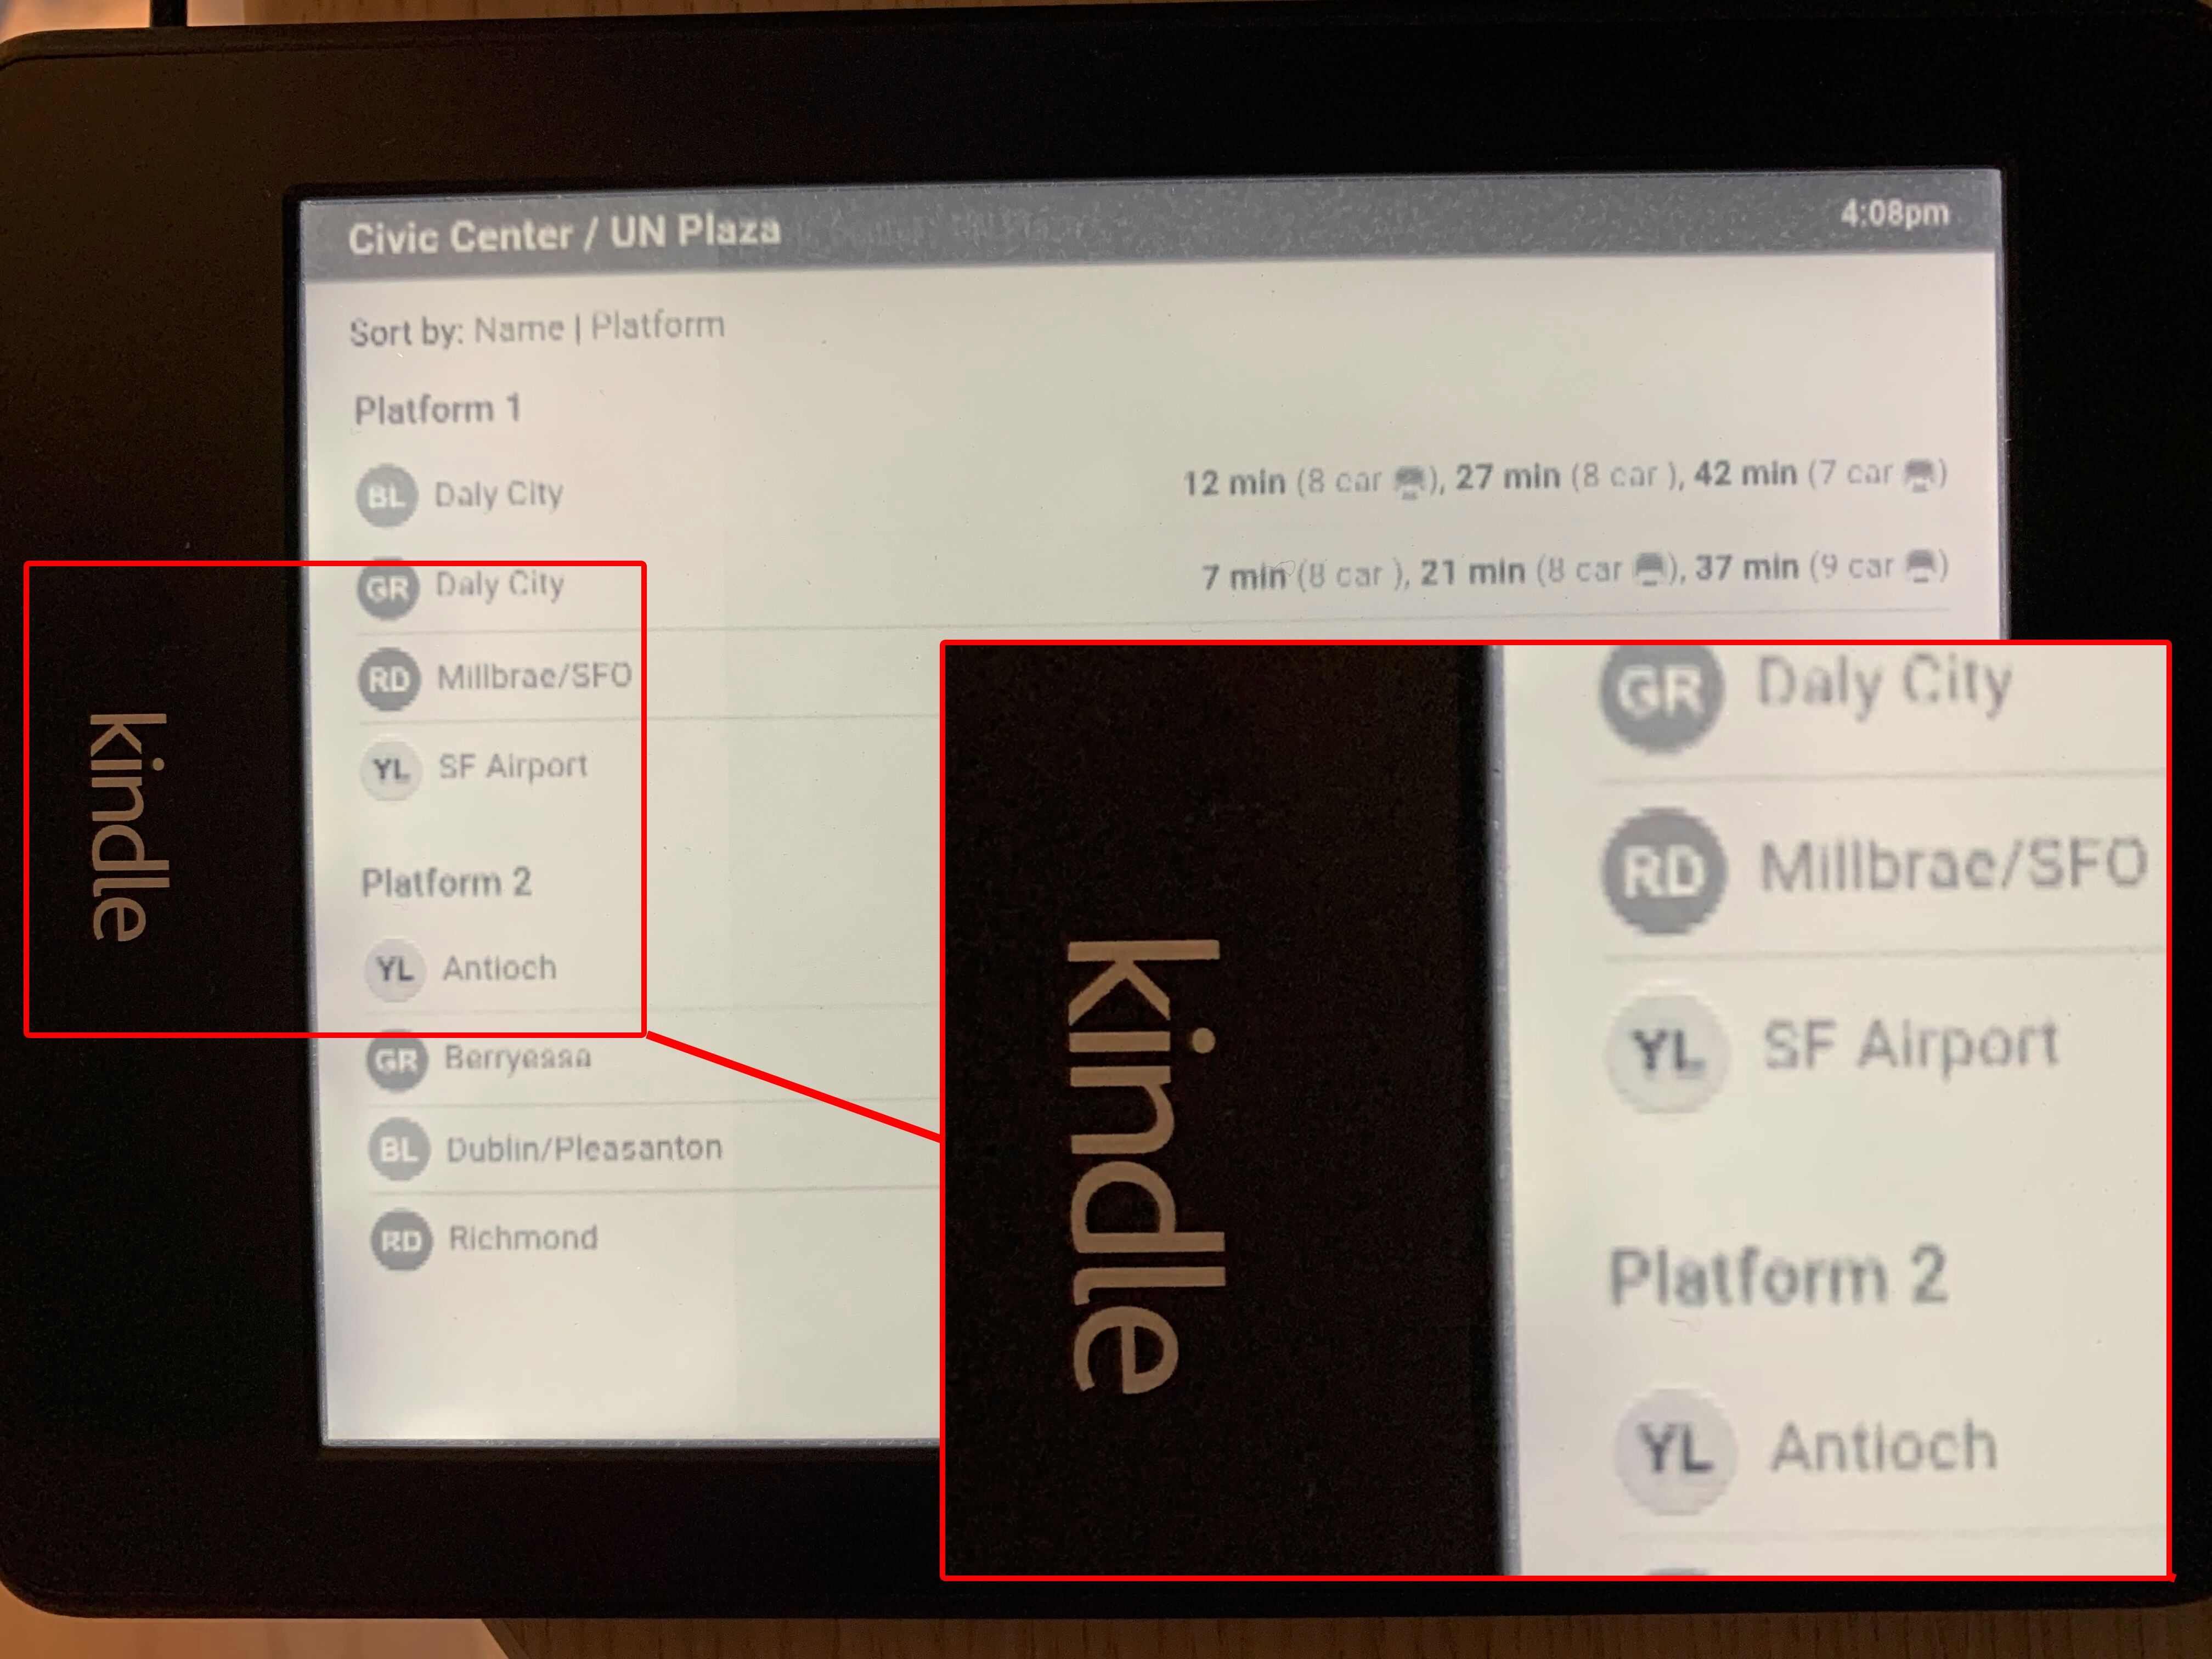 Civic Center / UN Plaza 4:08pm
Sort by: Name | Platform
Platform 1
BL Daly City 12 min (8 car ), 27 min (8 car ), 42 min (7 car )
GR Daly City 7 min (8 car ), 21 min (8 car ), 37 min (9 car )
RD Millbrae/SFO
YL SF Airport
Platform 2
YL Antioch
GR Berryessa
BL Dublin/Pleasanton
RD Richmond
kindle
GR Daly City
RD Millbrae/SFO
YL SF Airport
Platform 2
YL Antioch
kindle